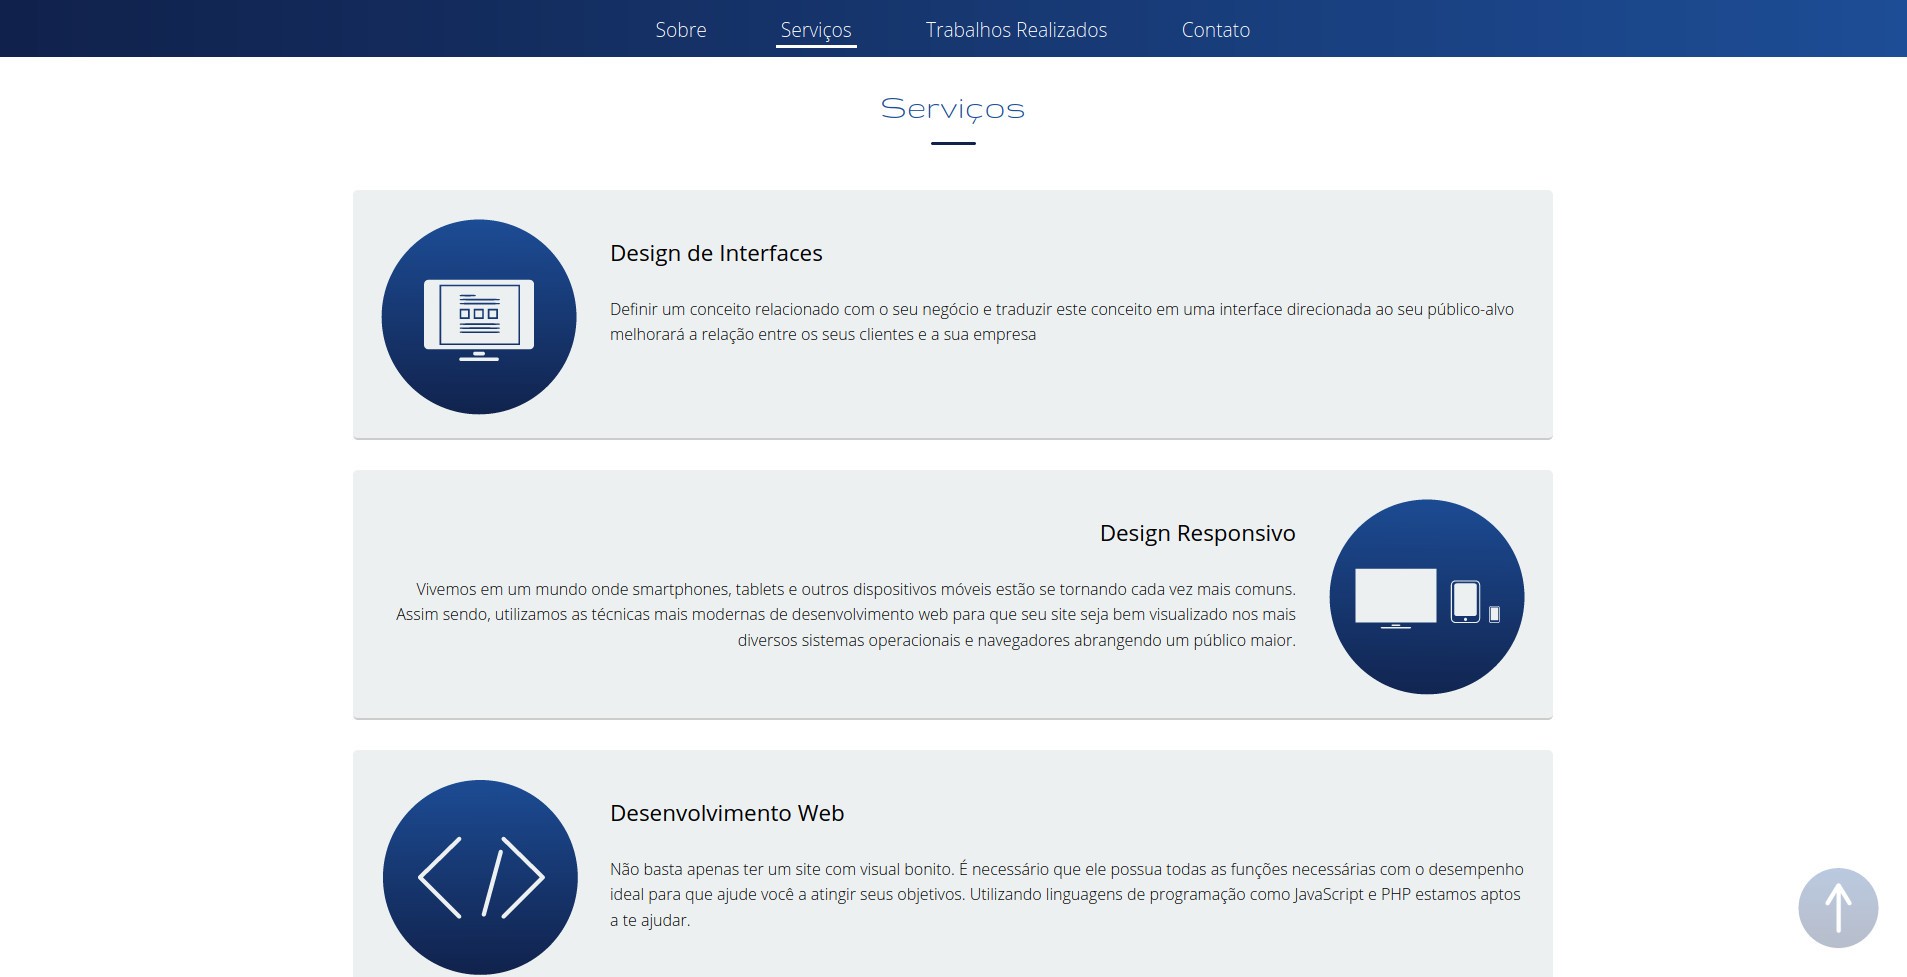 Sobre
Serviços
Trabalhos Realizados
Contato
Serviços
Design de Interfaces
Definir um conceito relacionado com o seu negócio e traduzir este conceito em uma interface direcionada ao seu público-alvo
melhorará a relação entre os seus clientes e a sua empresa
Design Responsivo
Vivemos em um mundo onde smartphones, tablets e outros dispositivos móveis estão se tornando cada vez mais comuns.
Assim sendo, utilizamos as técnicas mais modernas de desenvolvimento web para que seu site seja bem visualizado nos mais
diversos sistemas operacionais e navegadores abrangendo um público maior.
Desenvolvimento Web
Não basta apenas ter um site com visual bonito. É necessário que ele possua todas as funções necessárias com o desempenho
ideal para que ajude você a atingir seus objetivos. Utilizando linguagens de programação como JavaScript e PHP estamos aptos
a te ajudar.